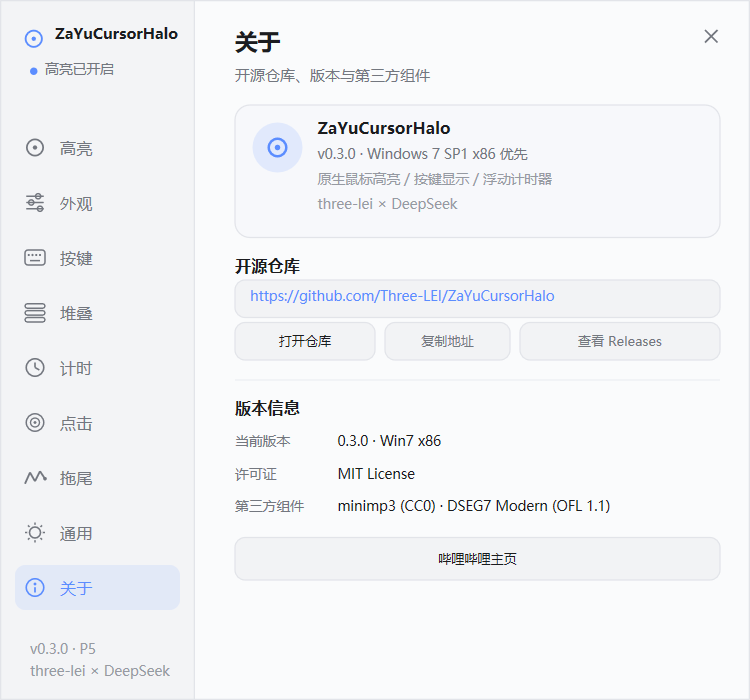 ZaYuCursorHalo
高亮已开启
高亮
外观
按键
堆叠
计时
点击
拖尾
通用
关于
v0.3.0 · P5
three-lei × DeepSeek
关于
开源仓库、版本与第三方组件
ZaYuCursorHalo
v0.3.0 · Windows 7 SP1 x86 优先
原生鼠标高亮 / 按键显示 / 浮动计时器
three-lei × DeepSeek
开源仓库
https://github.com/Three-LEI/ZaYuCursorHalo
打开仓库 复制地址 查看 Releases
版本信息
当前版本 0.3.0 · Win7 x86
许可证 MIT License
第三方组件 minimp3 (CC0) · DSEG7 Modern (OFL 1.1)
哔哩哔哩主页